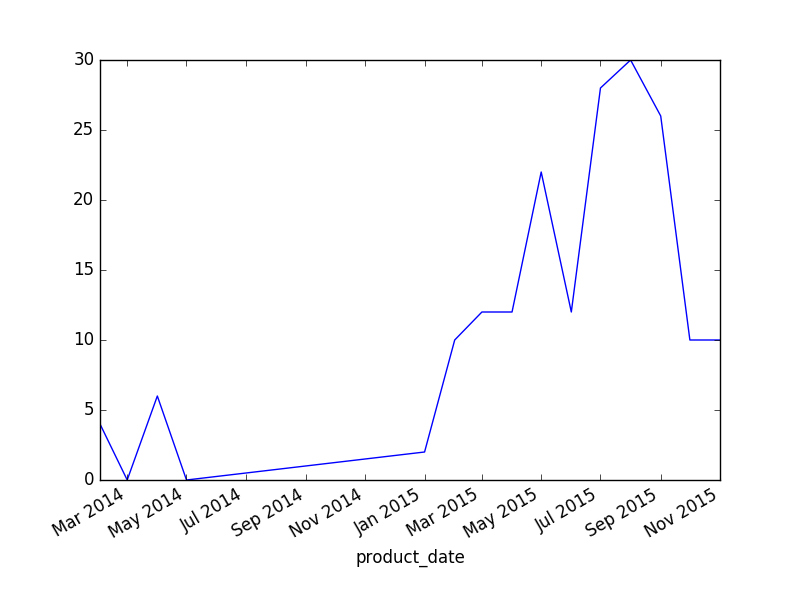 30
25
20
15
10
5
0
Mar 2014
May 2014
Jul 2014
Sep 2014
Nov 2014
Jan 2015
Mar 2015
May 2015
Jul 2015
Sep 2015
Nov 2015
product_date